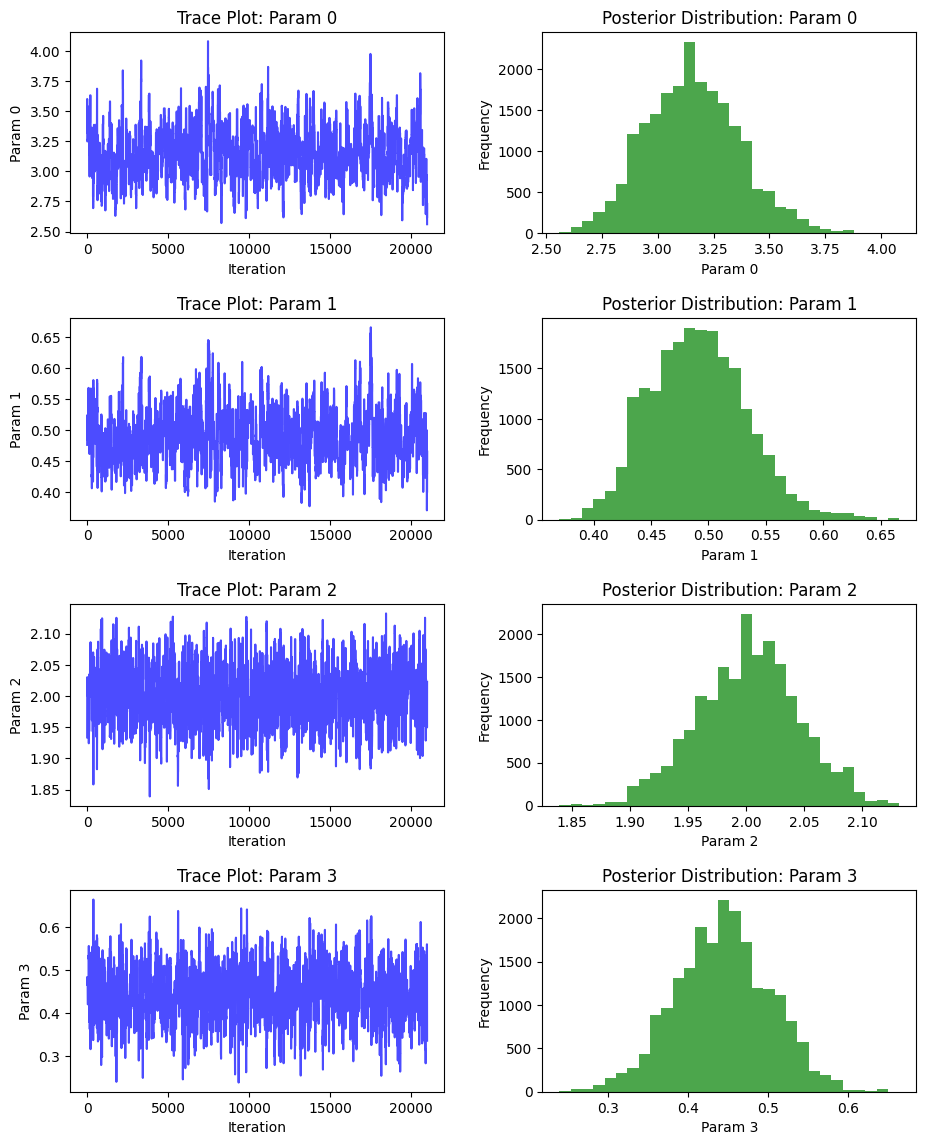 Trace Plot: Param 0
Posterior Distribution: Param 0
4.00
3.75
3.50
3.25
3.00
2.75
2.50
Param 0
0 5000 10000 15000 20000
Iteration
2000
1500
1000
500
0
Frequency
2.50 2.75 3.00 3.25 3.50 3.75 4.00
Param 0
Trace Plot: Param 1
Posterior Distribution: Param 1
0.65
0.60
0.55
0.50
0.45
0.40
Param 1
0 5000 10000 15000 20000
Iteration
1500
1000
500
0
Frequency
0.40 0.45 0.50 0.55 0.60 0.65
Param 1
Trace Plot: Param 2
Posterior Distribution: Param 2
2.10
2.05
2.00
1.95
1.90
1.85
Param 2
0 5000 10000 15000 20000
Iteration
2000
1500
1000
500
0
Frequency
1.85 1.90 1.95 2.00 2.05 2.10
Param 2
Trace Plot: Param 3
Posterior Distribution: Param 3
0.6
0.5
0.4
0.3
Param 3
0 5000 10000 15000 20000
Iteration
2000
1500
1000
500
0
Frequency
0.3 0.4 0.5 0.6
Param 3